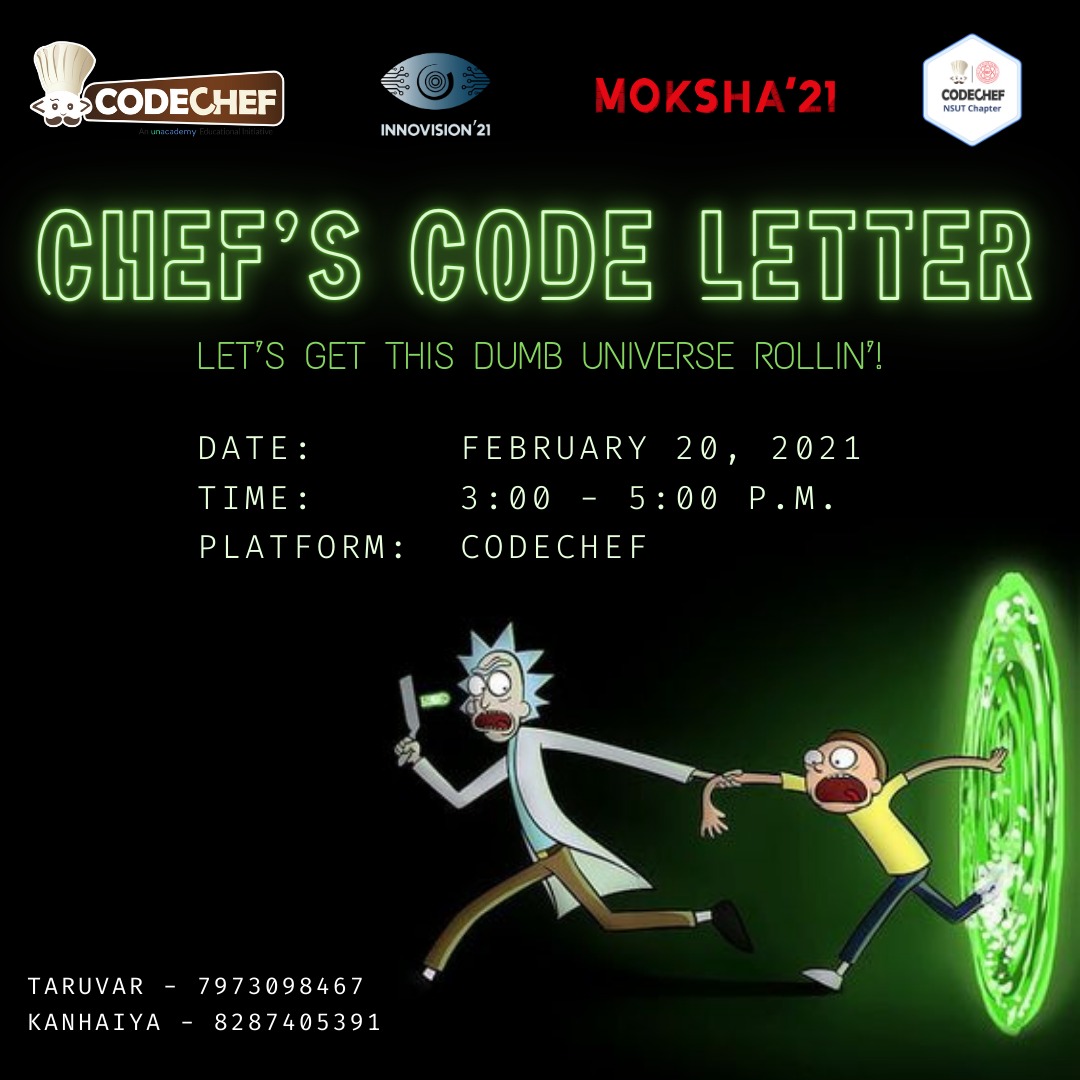 CODECHEF
An unacademy Educational Initiative
INNOVISION'21
MOKSHA'21
CODECHEF
NSUT Chapter
CHEF'S CODE LETTER
LET'S GET THIS DUMB UNIVERSE ROLLIN'!
DATE: FEBRUARY 20, 2021
TIME: 3:00 - 5:00 P.M.
PLATFORM: CODECHEF
TARUVAR - 7973098467
KANHAIYA - 8287405391